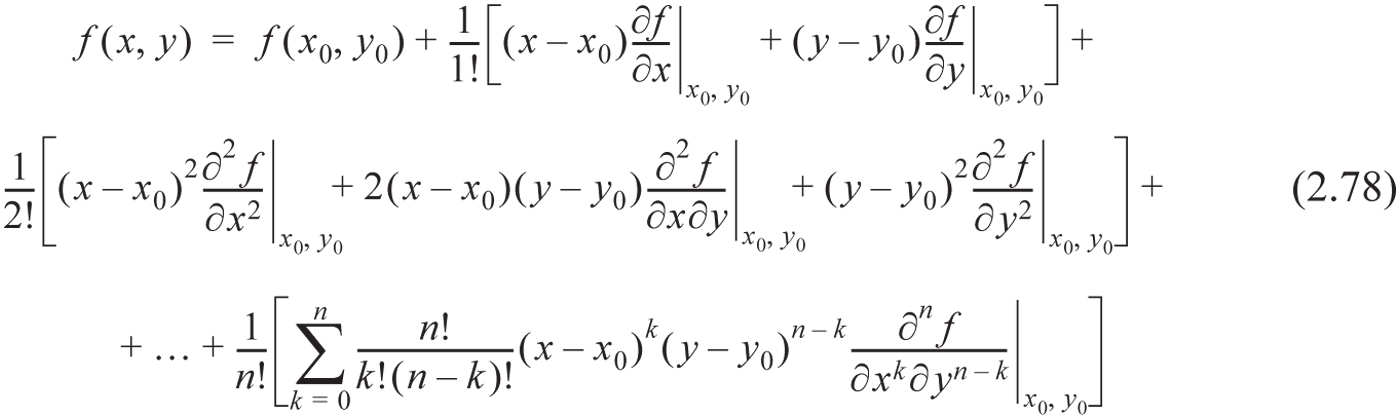 f(x, y) = f(x₀, y₀) + \frac{1}{1!}\left[(x - x_0)\frac{\partial f}{\partial x}\Big|_{x_0, y_0} + (y - y_0)\frac{\partial f}{\partial y}\Big|_{x_0, y_0}\right] +
\frac{1}{2!}\left[(x - x_0)^2\frac{\partial^2 f}{\partial x^2}\Big|_{x_0, y_0} + 2(x - x_0)(y - y_0)\frac{\partial^2 f}{\partial x \partial y}\Big|_{x_0, y_0} + (y - y_0)^2\frac{\partial^2 f}{\partial y^2}\Big|_{x_0, y_0}\right] + (2.78)
+ … + \frac{1}{n!}\left[\sum_{k = 0}^{n}\frac{n!}{k!(n - k)!}(x - x_0)^k(y - y_0)^{n - k}\frac{\partial^n f}{\partial x^k \partial y^{n - k}}\Big|_{x_0, y_0}\right]